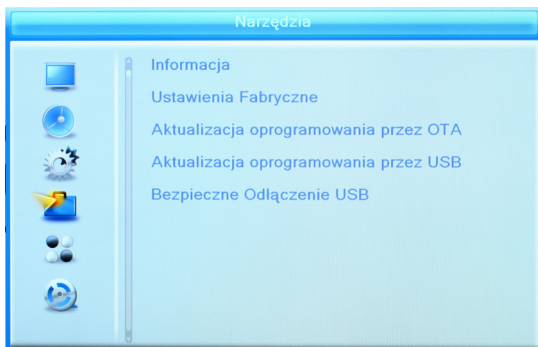 Narzędzia
Informacja
Ustawienia Fabryczne
Aktualizacja oprogramowania przez OTA
Aktualizacja oprogramowania przez USB
Bezpieczne Odłączenie USB